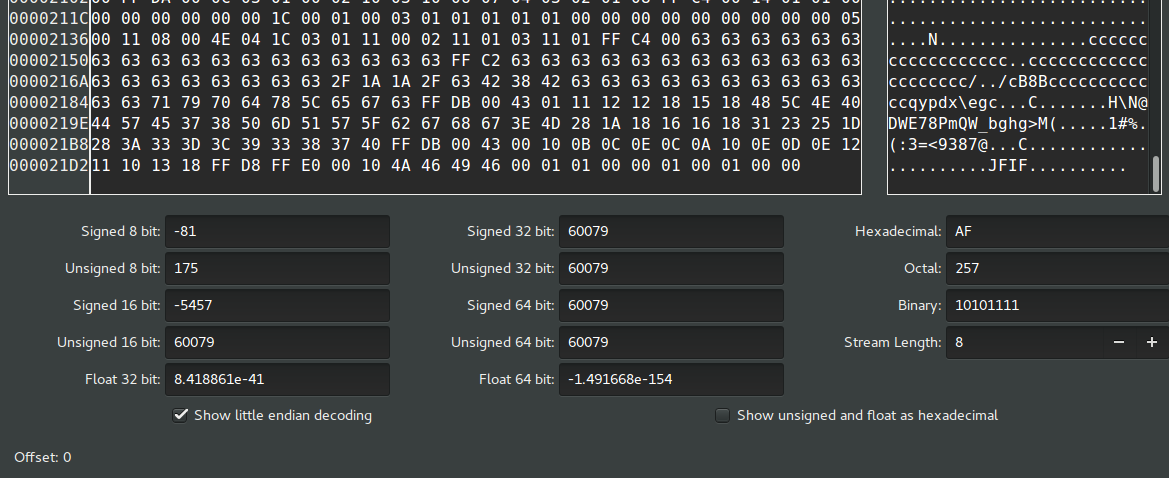 0000211C 00 00 00 00 00 1C 00 01 00 03 01 01 01 01 01 00 00 00 00 00 00 00 00 00 00 05 ..........................
00002136 00 11 08 00 4E 04 1C 03 01 11 00 02 11 01 03 11 01 FF C4 00 63 63 63 63 63 63 ....N...............cccccc
00002150 63 63 63 63 63 63 63 63 63 63 63 63 FF C2 63 63 63 63 63 63 63 63 63 63 63 63 cccccccccccc..cccccccccccc
0000216A 63 63 63 63 63 63 63 63 2F 1A 1A 2F 63 42 38 42 63 63 63 63 63 63 63 63 63 63 cccccccc/../cB8Bcccccccccc
00002184 63 63 71 79 70 64 78 5C 65 67 63 FF DB 00 43 01 11 12 12 18 15 18 48 5C 4E 40 ccqypdx\egc...C.......H\N@
0000219E 44 57 45 37 38 50 6D 51 57 5F 62 67 68 67 3E 4D 28 1A 18 16 16 18 31 23 25 1D DWE78PmQW_bghg>M(.....1#%.
000021B8 28 3A 33 3D 3C 39 33 38 37 40 FF DB 00 43 00 10 0B 0C 0E 0C 0A 10 0E 0D 0E 12 (:3=<9387@...C............
000021D2 11 10 13 18 FF D8 FF E0 00 10 4A 46 49 46 00 01 01 00 00 01 00 01 00 00 ..........JFIF..........
Signed 8 bit: -81 Signed 32 bit: 60079 Hexadecimal: AF
Unsigned 8 bit: 175 Unsigned 32 bit: 60079 Octal: 257
Signed 16 bit: -5457 Signed 64 bit: 60079 Binary: 10101111
Unsigned 16 bit: 60079 Unsigned 64 bit: 60079 Stream Length: 8 − +
Float 32 bit: 8.418861e-41 Float 64 bit: -1.491668e-154
Show little endian decoding Show unsigned and float as hexadecimal
Offset: 0